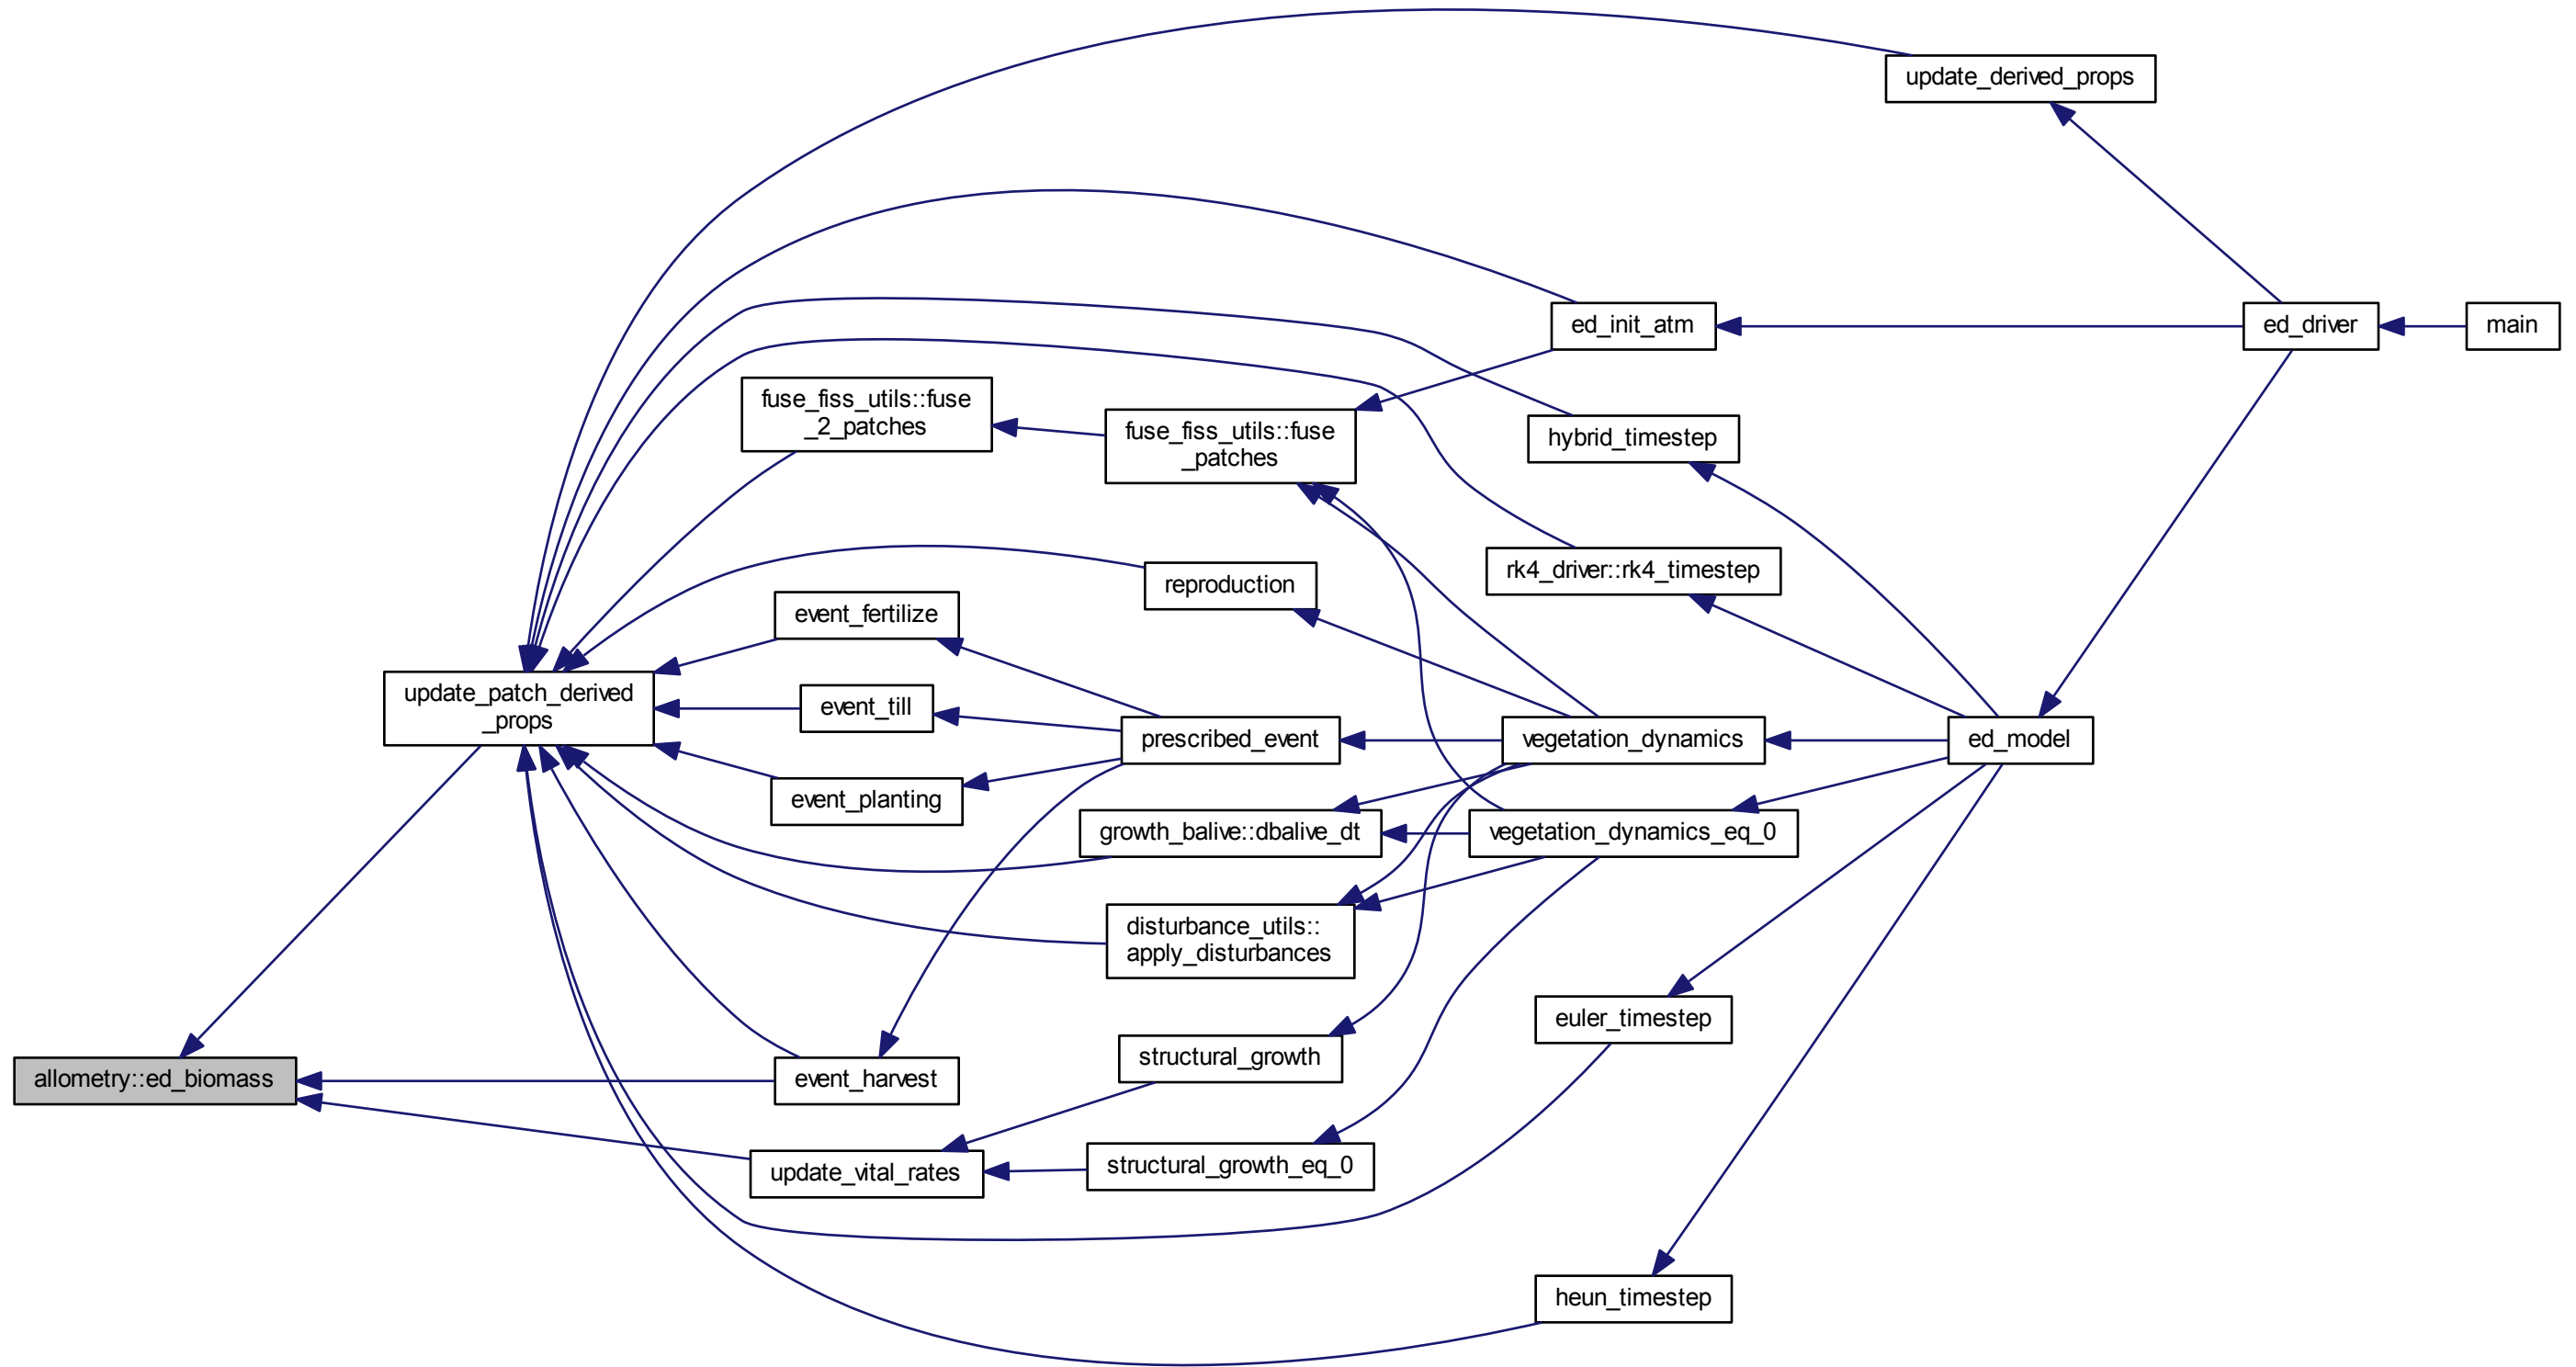 update_derived_props
ed_init_atm
ed_driver
main
fuse_fiss_utils::fuse
_2_patches
fuse_fiss_utils::fuse
_patches
hybrid_timestep
rk4_driver::rk4_timestep
reproduction
event_fertilize
update_patch_derived
_props
event_till
prescribed_event
vegetation_dynamics
ed_model
event_planting
growth_balive::dbalive_dt
vegetation_dynamics_eq_0
disturbance_utils::
apply_disturbances
euler_timestep
structural_growth
allometry::ed_biomass
event_harvest
structural_growth_eq_0
update_vital_rates
heun_timestep